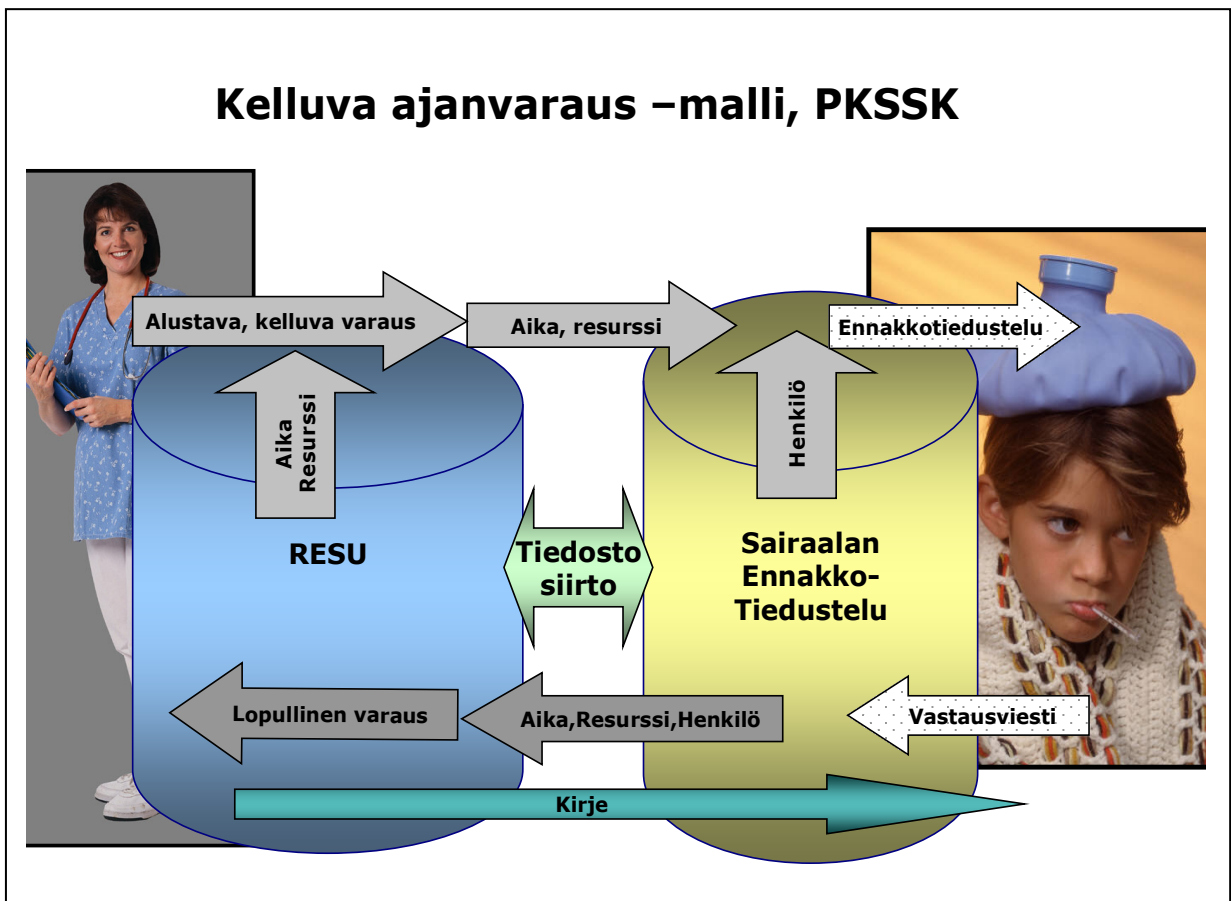 Kelluva ajanvaraus –malli, PKSSK
Alustava, kelluva varaus
Aika, resurssi
Ennakkotiedustelu
Aika
Resurssi
Henkilö
RESU
Tiedosto
siirto
Sairaalan
Ennakko-
Tiedustelu
Lopullinen varaus
Aika,Resurssi,Henkilö
Vastausviesti
Kirje